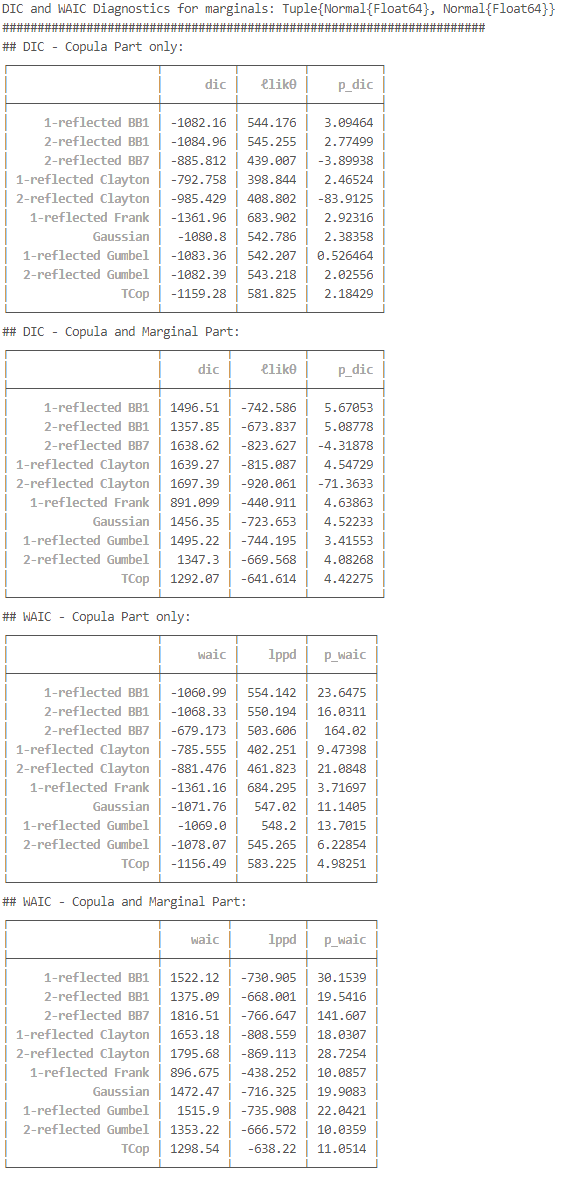 DIC and WAIC Diagnostics for marginals: Tuple{Normal{Float64}, Normal{Float64}}
######################################################################
## DIC - Copula Part only:
dic ℓlikθ p_dic
1-reflected BB1 -1082.16 544.176 3.09464
2-reflected BB1 -1084.96 545.255 2.77499
2-reflected BB7 -885.812 439.007 -3.89938
1-reflected Clayton -792.758 398.844 2.46524
2-reflected Clayton -985.429 408.802 -83.9125
1-reflected Frank -1361.96 683.902 2.92316
Gaussian -1080.8 542.786 2.38358
1-reflected Gumbel -1083.36 542.207 0.526464
2-reflected Gumbel -1082.39 543.218 2.02556
TCop -1159.28 581.825 2.18429
## DIC - Copula and Marginal Part:
dic ℓlikθ p_dic
1-reflected BB1 1496.51 -742.586 5.67053
2-reflected BB1 1357.85 -673.837 5.08778
2-reflected BB7 1638.62 -823.627 -4.31878
1-reflected Clayton 1639.27 -815.087 4.54729
2-reflected Clayton 1697.39 -920.061 -71.3633
1-reflected Frank 891.099 -440.911 4.63863
Gaussian 1456.35 -723.653 4.52233
1-reflected Gumbel 1495.22 -744.195 3.41553
2-reflected Gumbel 1347.3 -669.568 4.08268
TCop 1292.07 -641.614 4.42275
## WAIC - Copula Part only:
waic lppd p_waic
1-reflected BB1 -1060.99 554.142 23.6475
2-reflected BB1 -1068.33 550.194 16.0311
2-reflected BB7 -679.173 503.606 164.02
1-reflected Clayton -785.555 402.251 9.47398
2-reflected Clayton -881.476 461.823 21.0848
1-reflected Frank -1361.16 684.295 3.71697
Gaussian -1071.76 547.02 11.1405
1-reflected Gumbel -1069.0 548.2 13.7015
2-reflected Gumbel -1078.07 545.265 6.22854
TCop -1156.49 583.225 4.98251
## WAIC - Copula and Marginal Part:
waic lppd p_waic
1-reflected BB1 1522.12 -730.905 30.1539
2-reflected BB1 1375.09 -668.001 19.5416
2-reflected BB7 1816.51 -766.647 141.607
1-reflected Clayton 1653.18 -808.559 18.0307
2-reflected Clayton 1795.68 -869.113 28.7254
1-reflected Frank 896.675 -438.252 10.0857
Gaussian 1472.47 -716.325 19.9083
1-reflected Gumbel 1515.9 -735.908 22.0421
2-reflected Gumbel 1353.22 -666.572 10.0359
TCop 1298.54 -638.22 11.0514